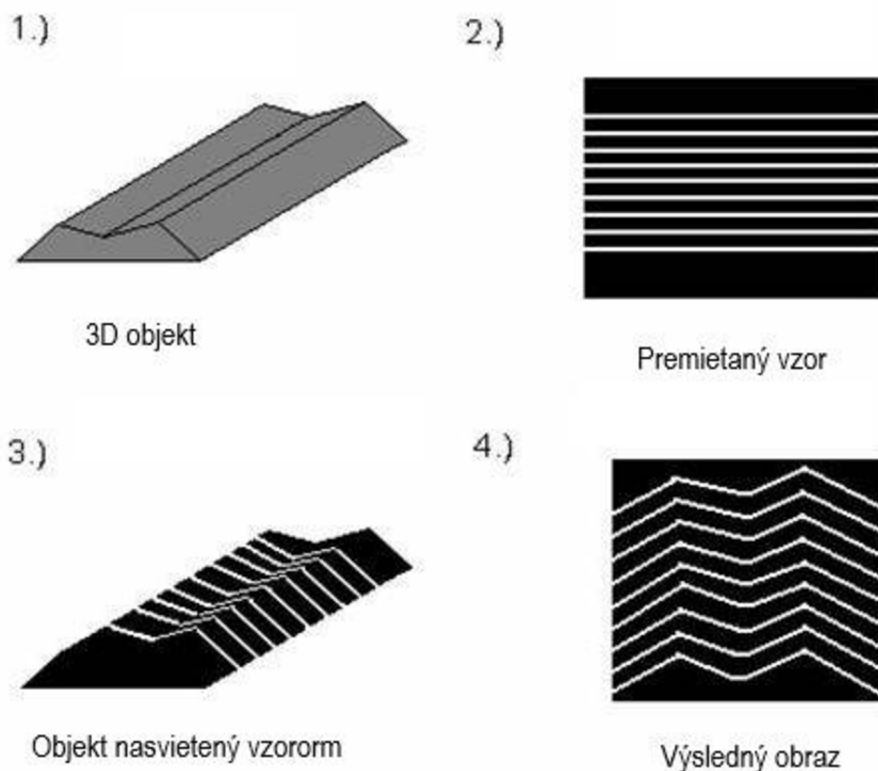 1.)
3D objekt
2.)
Premietaný vzor
3.)
Objekt nasvietený vzororm
4.)
Výsledný obraz